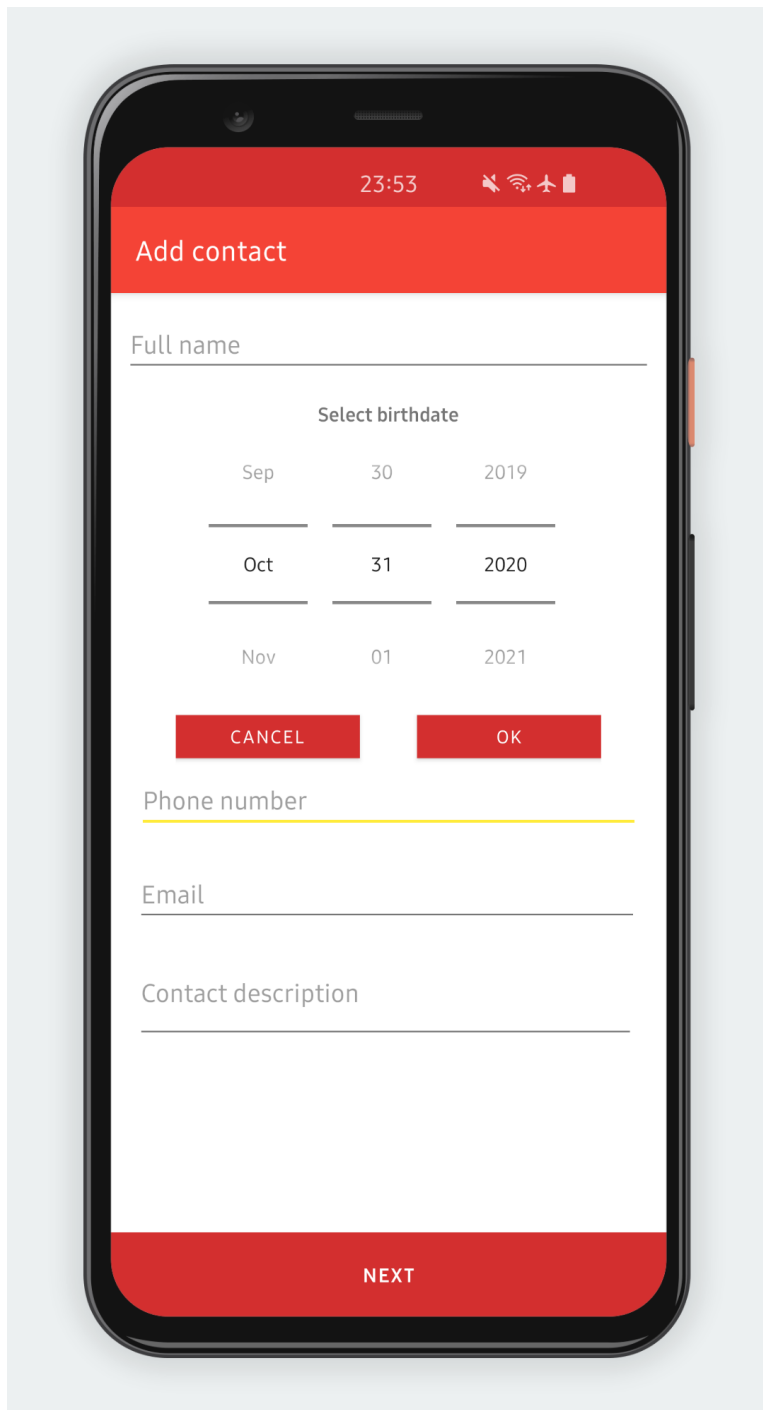 23:53
Add contact
Full name
Select birthdate
Sep 30 2019
Oct 31 2020
Nov 01 2021
CANCEL OK
Phone number
Email
Contact description
NEXT